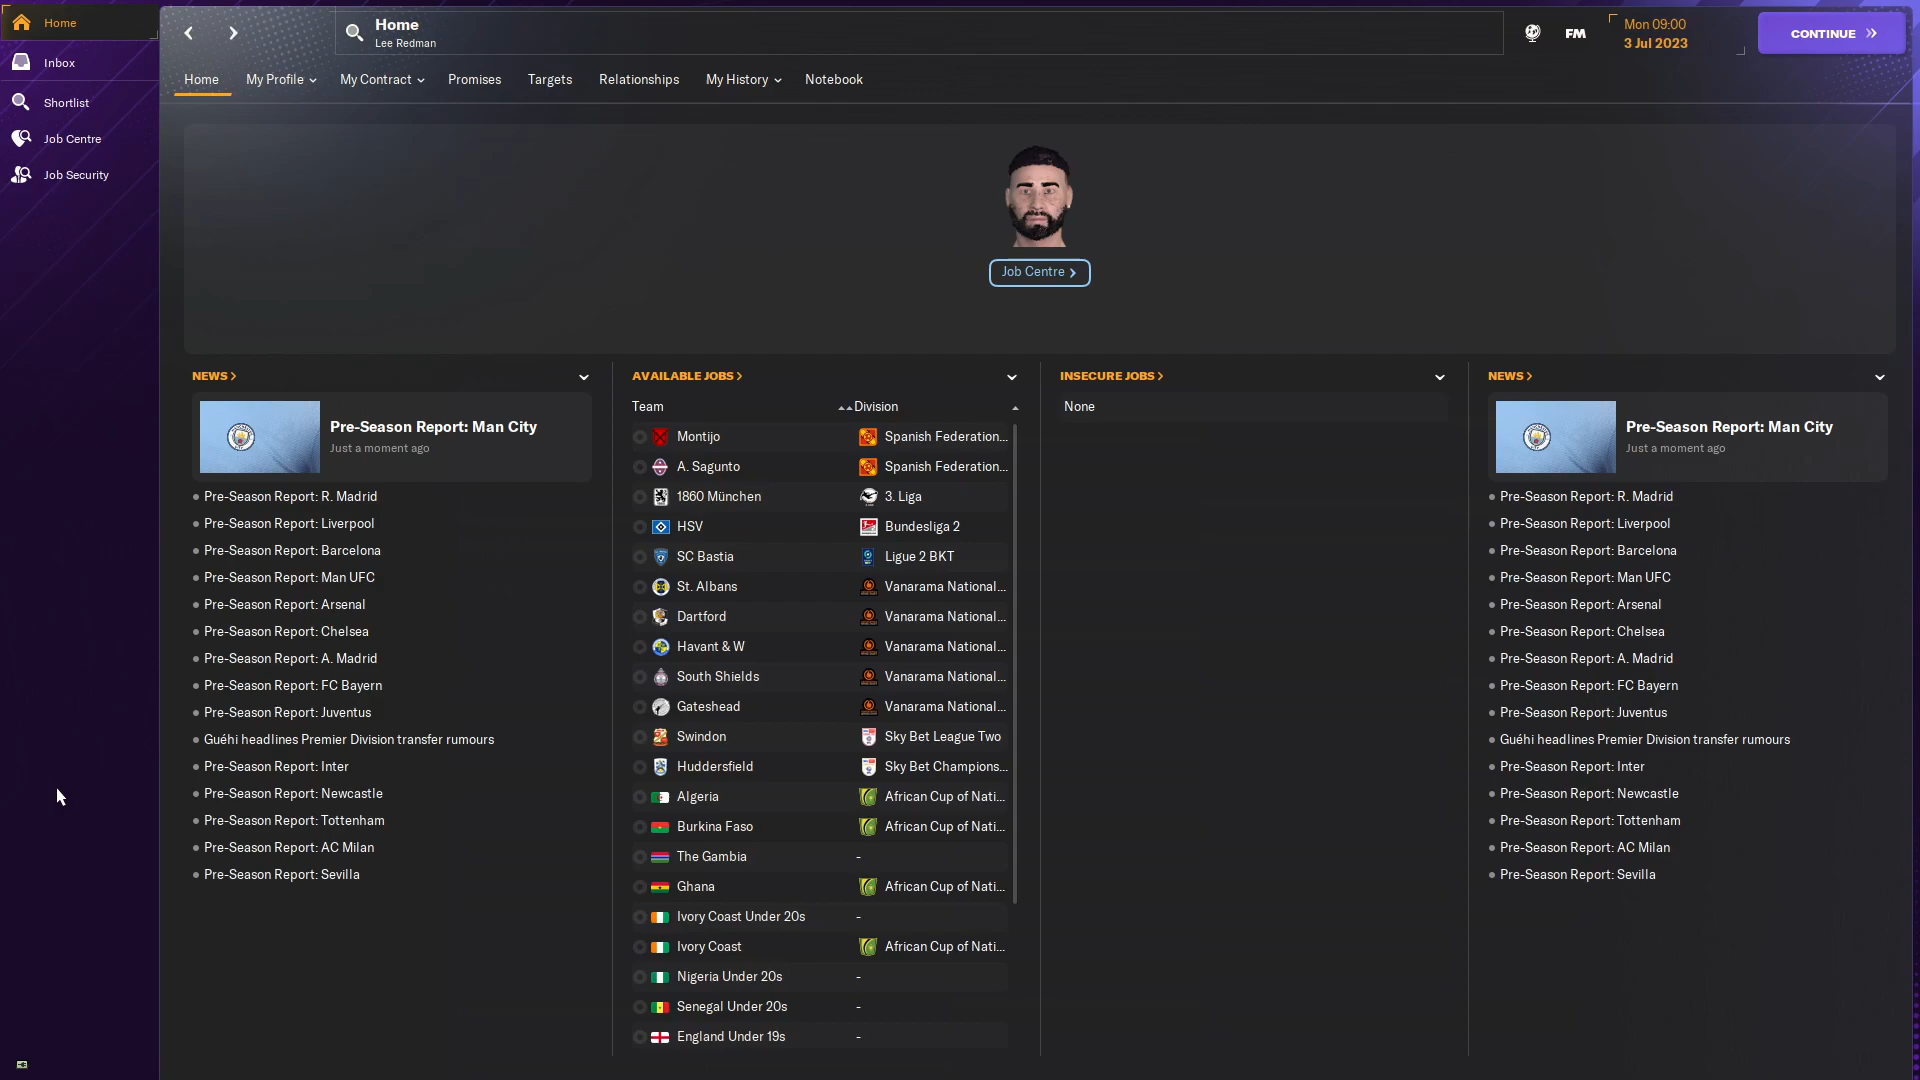 Home
Inbox
Shortlist
Job Centre
Job Security
Home
Lee Redman
FM
Mon 09:00
3 Jul 2023
CONTINUE
Home My Profile My Contract Promises Targets Relationships My History Notebook
Job Centre
NEWS
Pre-Season Report: Man City
Just a moment ago
Pre-Season Report: R. Madrid
Pre-Season Report: Liverpool
Pre-Season Report: Barcelona
Pre-Season Report: Man UFC
Pre-Season Report: Arsenal
Pre-Season Report: Chelsea
Pre-Season Report: A. Madrid
Pre-Season Report: FC Bayern
Pre-Season Report: Juventus
Guéhi headlines Premier Division transfer rumours
Pre-Season Report: Inter
Pre-Season Report: Newcastle
Pre-Season Report: Tottenham
Pre-Season Report: AC Milan
Pre-Season Report: Sevilla
AVAILABLE JOBS
Team Division
Montijo Spanish Federation...
A. Sagunto Spanish Federation...
1860 München 3. Liga
HSV Bundesliga 2
SC Bastia Ligue 2 BKT
St. Albans Vanarama National...
Dartford Vanarama National...
Havant & W Vanarama National...
South Shields Vanarama National...
Gateshead Vanarama National...
Swindon Sky Bet League Two
Huddersfield Sky Bet Champions...
Algeria African Cup of Nati...
Burkina Faso African Cup of Nati...
The Gambia -
Ghana African Cup of Nati...
Ivory Coast Under 20s -
Ivory Coast African Cup of Nati...
Nigeria Under 20s -
Senegal Under 20s -
England Under 19s -
INSECURE JOBS
None
NEWS
Pre-Season Report: Man City
Just a moment ago
Pre-Season Report: R. Madrid
Pre-Season Report: Liverpool
Pre-Season Report: Barcelona
Pre-Season Report: Man UFC
Pre-Season Report: Arsenal
Pre-Season Report: Chelsea
Pre-Season Report: A. Madrid
Pre-Season Report: FC Bayern
Pre-Season Report: Juventus
Guéhi headlines Premier Division transfer rumours
Pre-Season Report: Inter
Pre-Season Report: Newcastle
Pre-Season Report: Tottenham
Pre-Season Report: AC Milan
Pre-Season Report: Sevilla